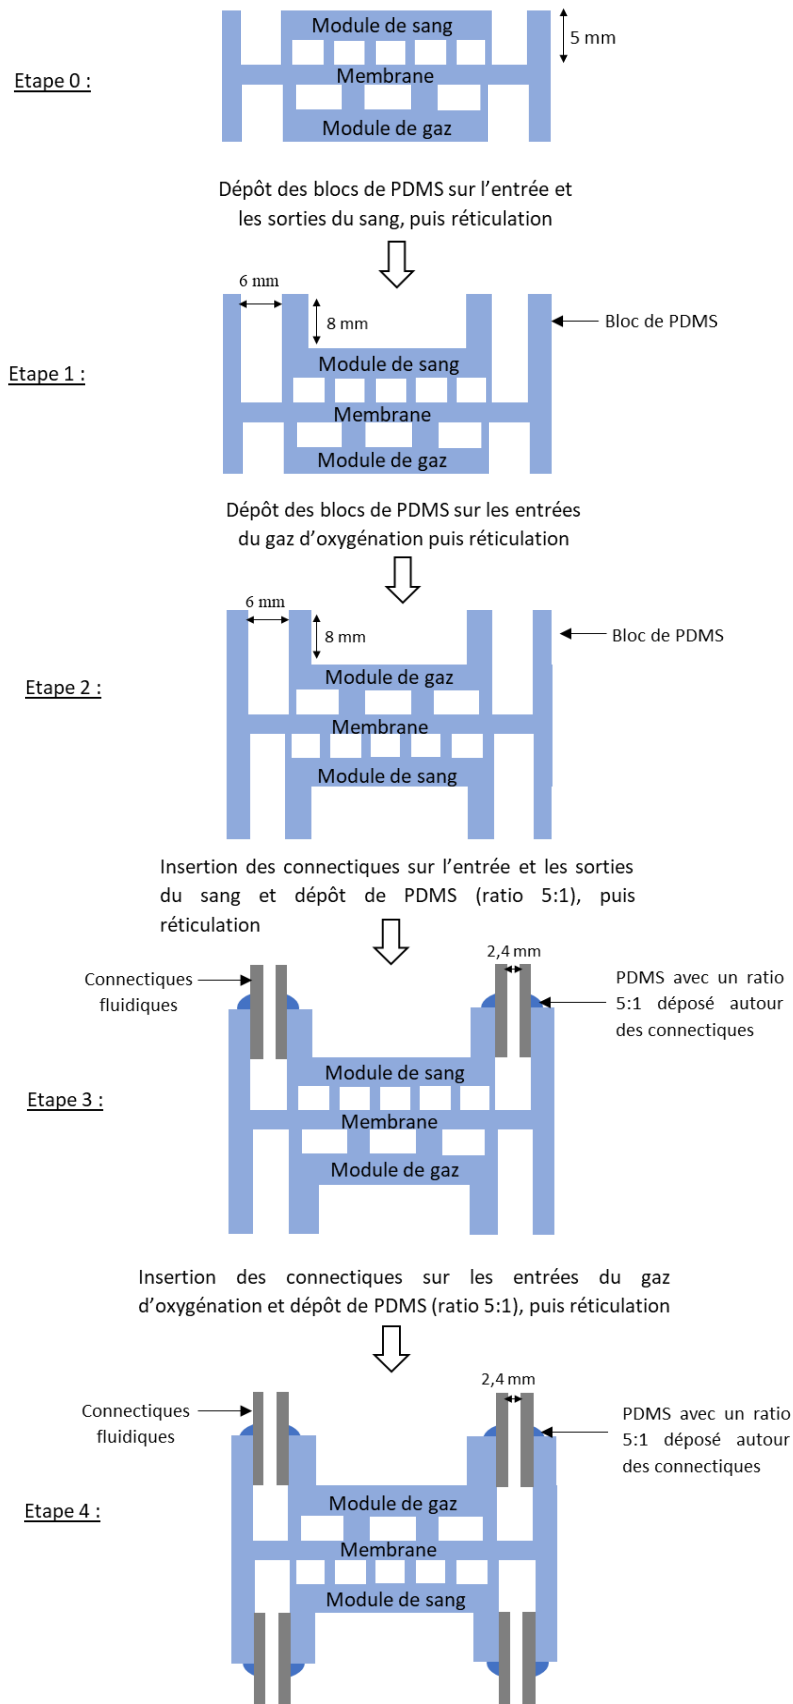 Module de sang
5 mm
Etape 0 :
Membrane
Module de gaz
Dépôt des blocs de PDMS sur l’entrée et
les sorties du sang, puis réticulation
6 mm
8 mm
Bloc de PDMS
Etape 1 :
Module de sang
Membrane
Module de gaz
Dépôt des blocs de PDMS sur les entrées
du gaz d’oxygénation puis réticulation
6 mm
8 mm
Bloc de PDMS
Etape 2 :
Module de gaz
Membrane
Module de sang
Insertion des connectiques sur l’entrée et les sorties
du sang et dépôt de PDMS (ratio 5:1), puis
réticulation
2,4 mm
Connectiques
fluidiques
PDMS avec un ratio
5:1 déposé autour
des connectiques
Etape 3 :
Module de sang
Membrane
Module de gaz
Insertion des connectiques sur les entrées du gaz
d’oxygénation et dépôt de PDMS (ratio 5:1), puis réticulation
2,4 mm
Connectiques
fluidiques
PDMS avec un ratio
5:1 déposé autour
des connectiques
Etape 4 :
Module de gaz
Membrane
Module de sang